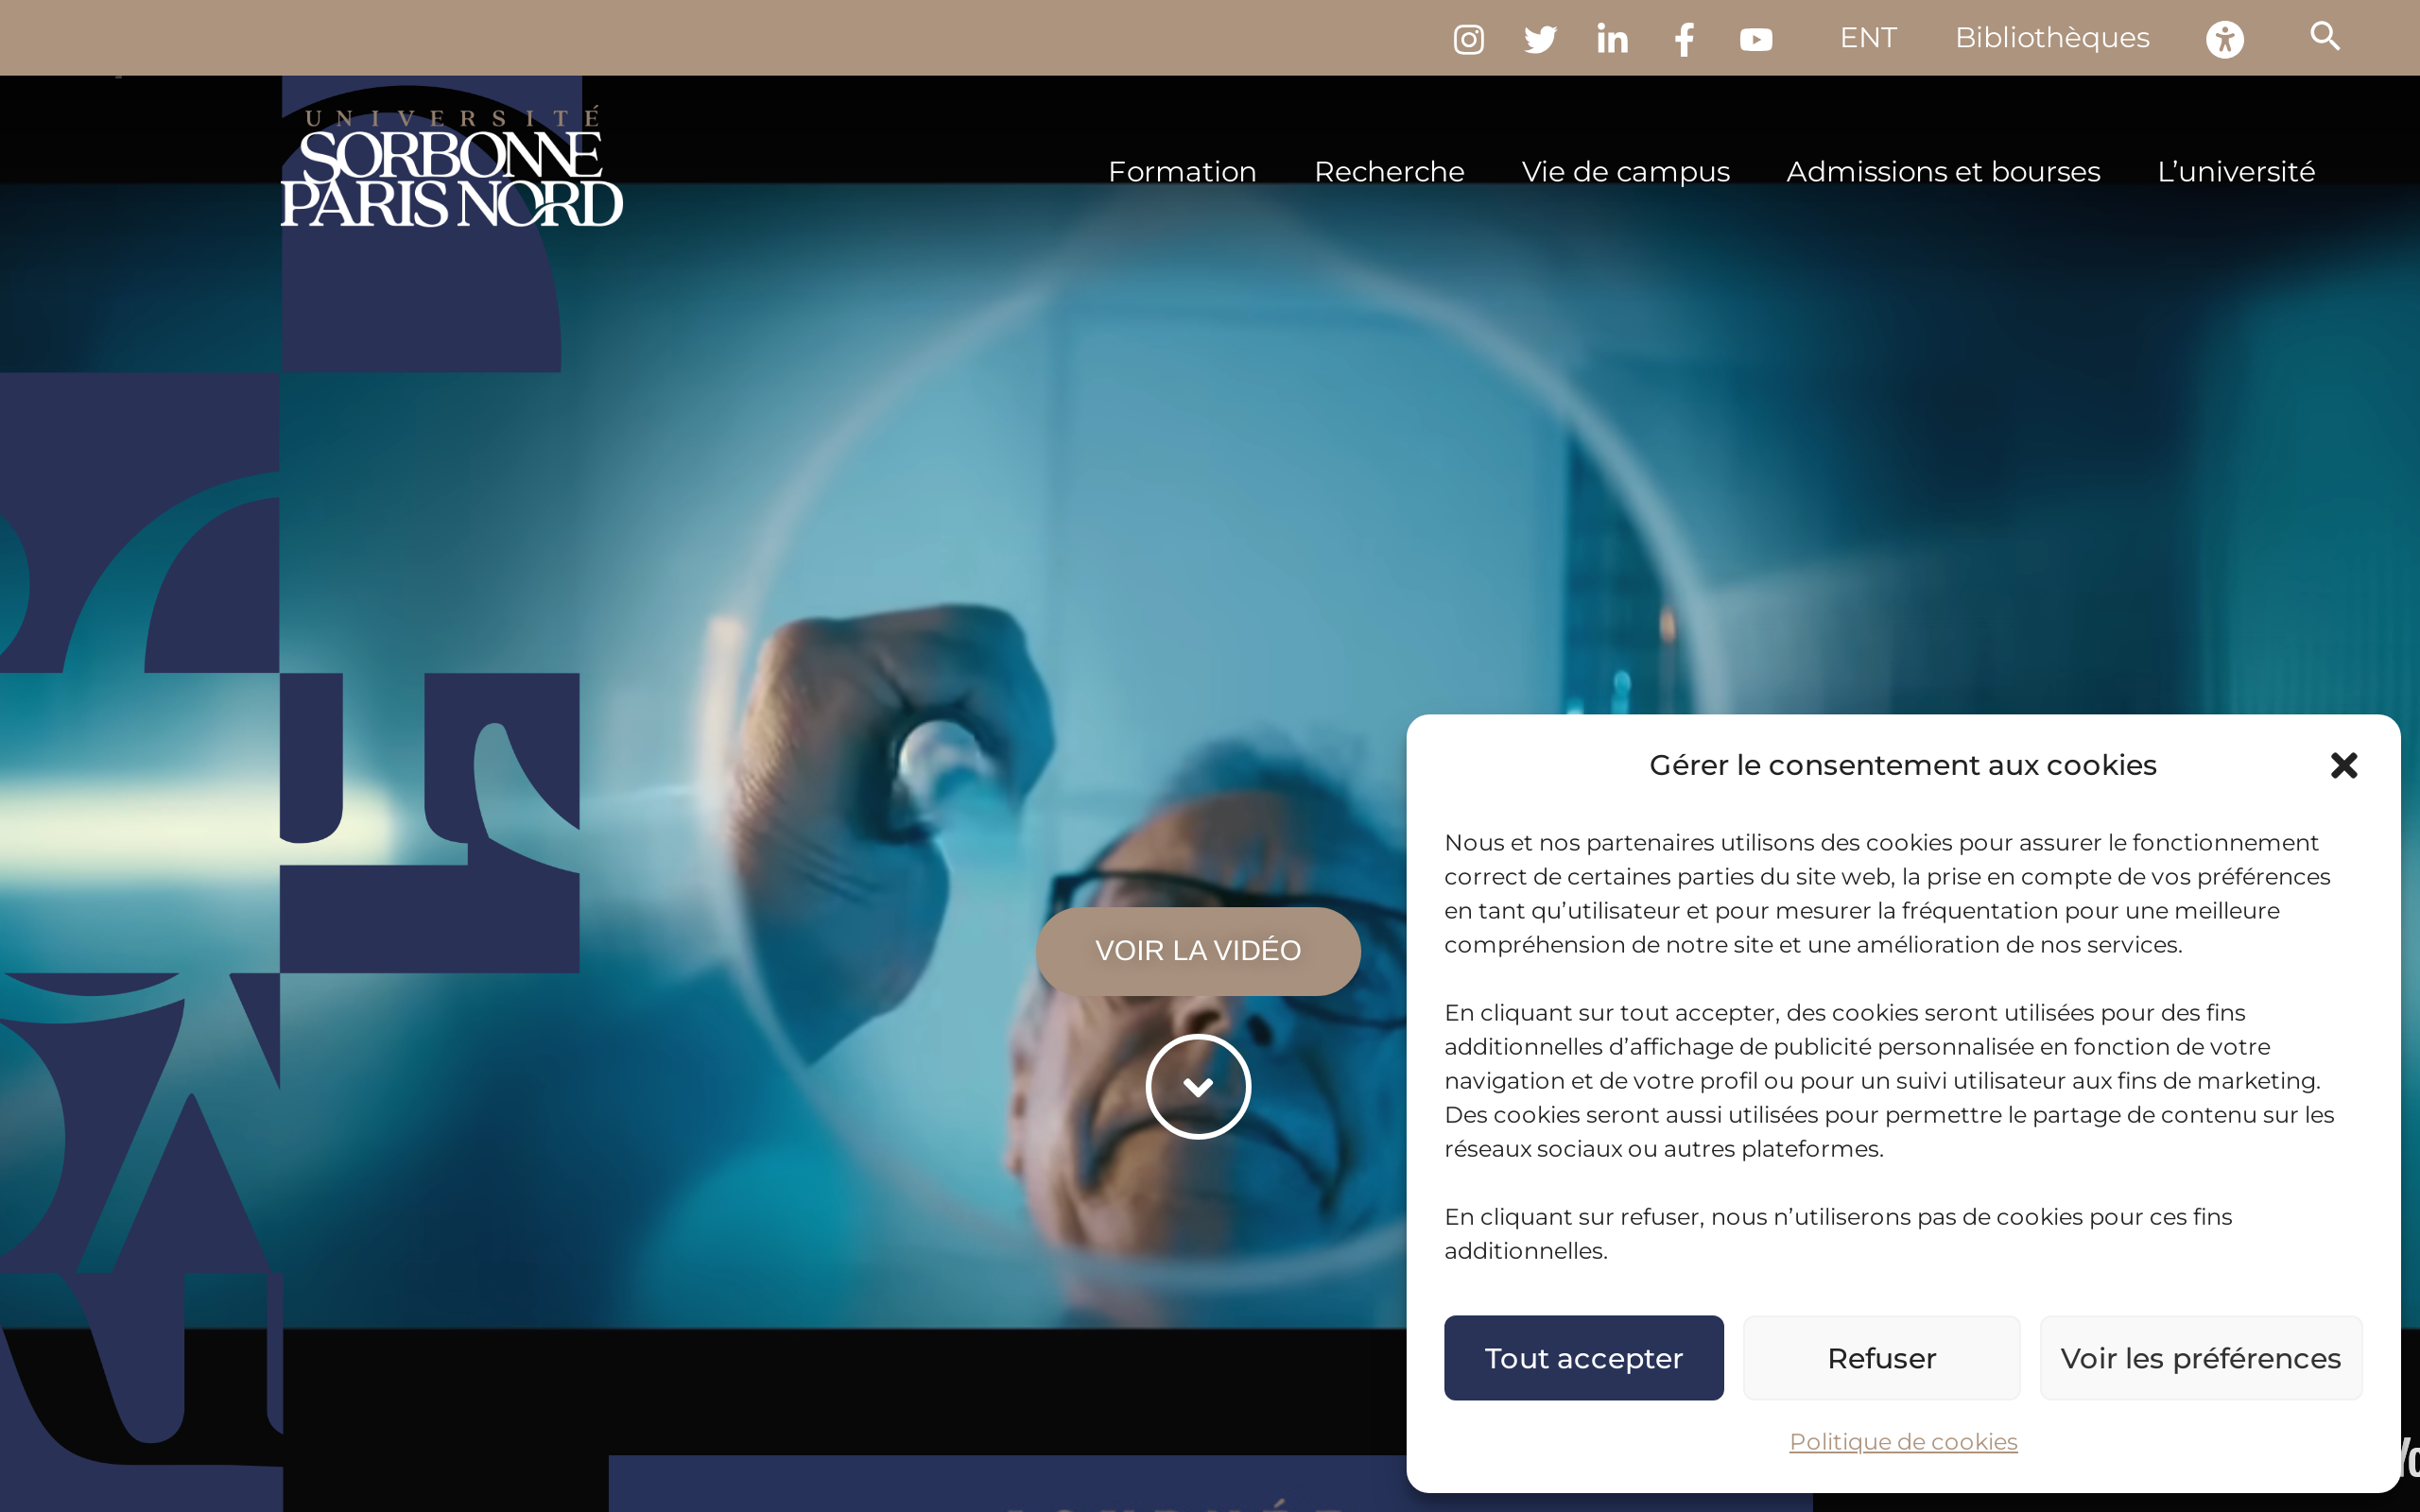 ENT Bibliothèques
UNIVERSITÉ
SORBONNE
PARIS NORD
Formation Recherche Vie de campus Admissions et bourses L’université
VOIR LA VIDÉO
Gérer le consentement aux cookies
Nous et nos partenaires utilisons des cookies pour assurer le fonctionnement
correct de certaines parties du site web, la prise en compte de vos préférences
en tant qu’utilisateur et pour mesurer la fréquentation pour une meilleure
compréhension de notre site et une amélioration de nos services.
En cliquant sur tout accepter, des cookies seront utilisées pour des fins
additionnelles d’affichage de publicité personnalisée en fonction de votre
navigation et de votre profil ou pour un suivi utilisateur aux fins de marketing.
Des cookies seront aussi utilisées pour permettre le partage de contenu sur les
réseaux sociaux ou autres plateformes.
En cliquant sur refuser, nous n’utiliserons pas de cookies pour ces fins
additionnelles.
Tout accepter Refuser Voir les préférences
Politique de cookies